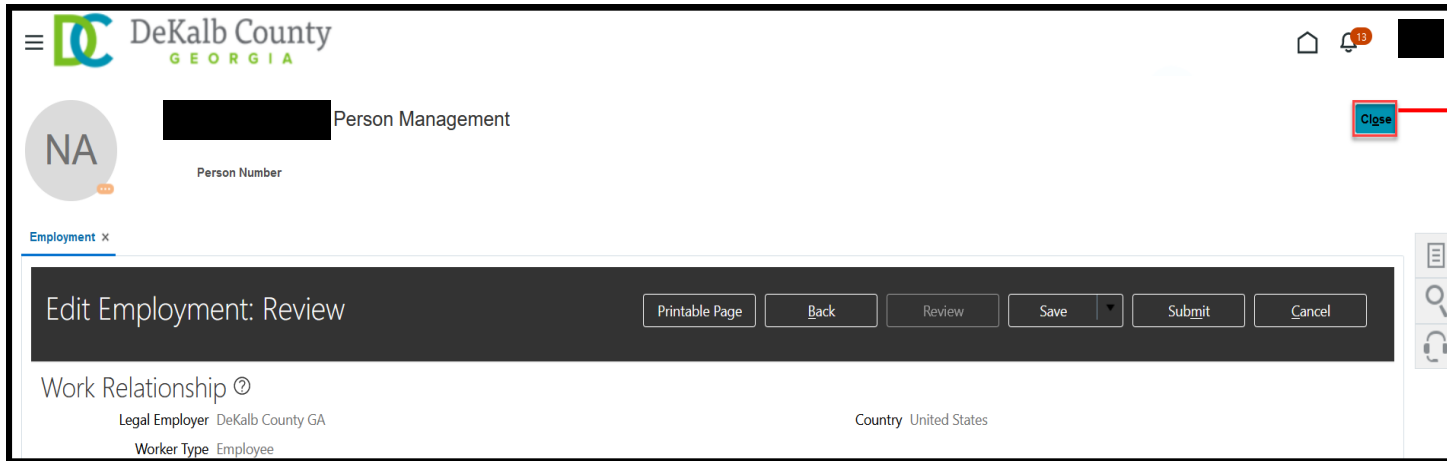 DC DeKalb County
GEORGIA
13
NA
Person Management
Close
Person Number
Employment x
Edit Employment: Review
Printable Page Back Review Save Submit Cancel
Work Relationship ?
Legal Employer DeKalb County GA Country United States
Worker Type Employee